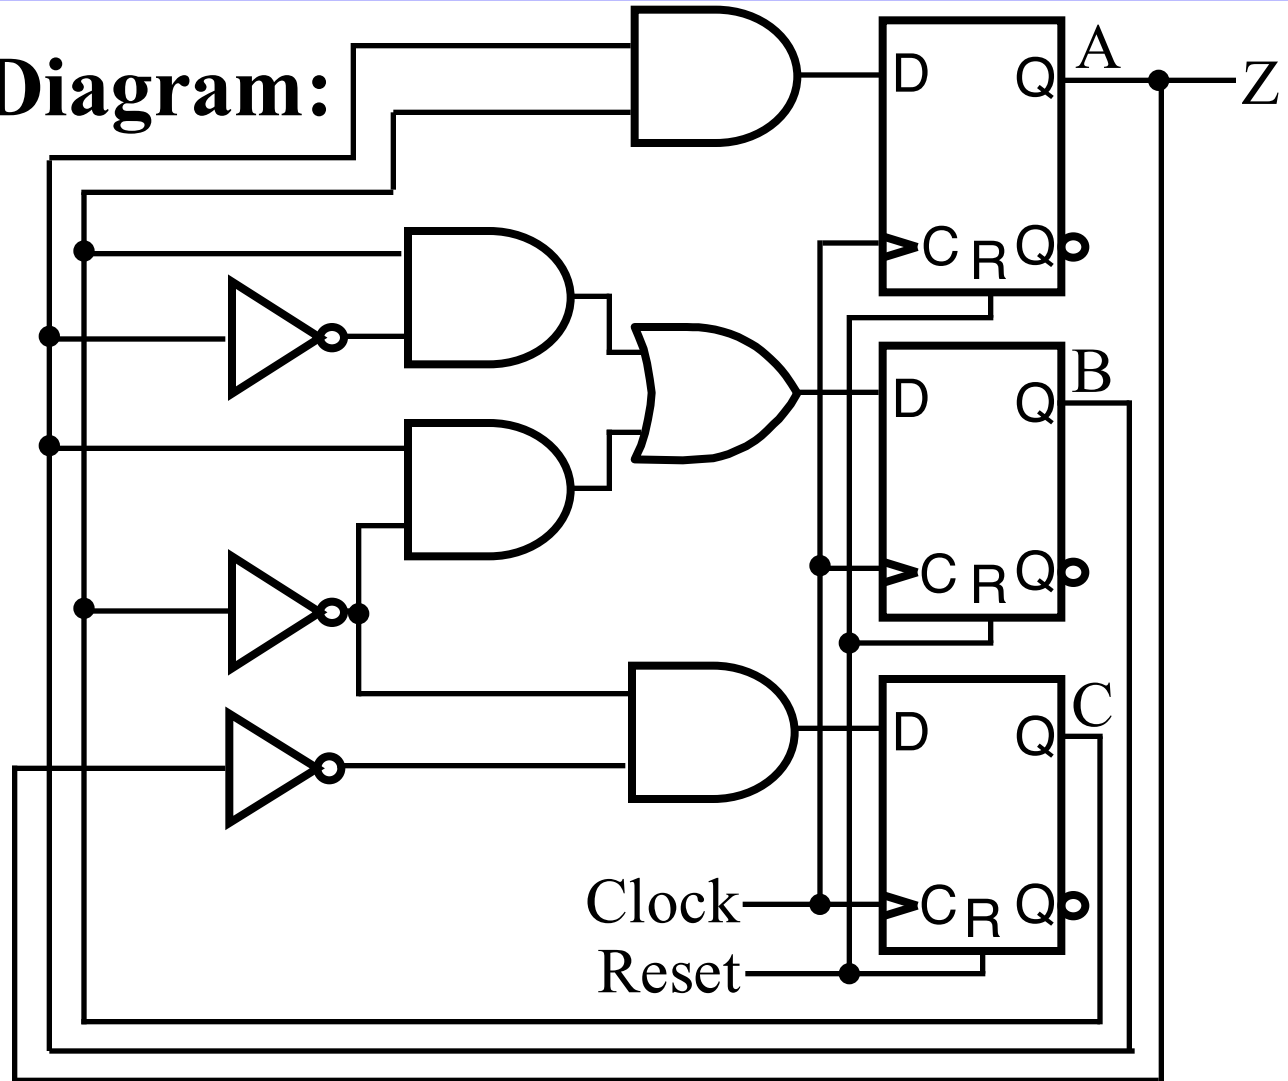 Diagram:
D Q A
Z
C R Q
D Q B
C R Q
D Q C
C R Q
Clock
Reset